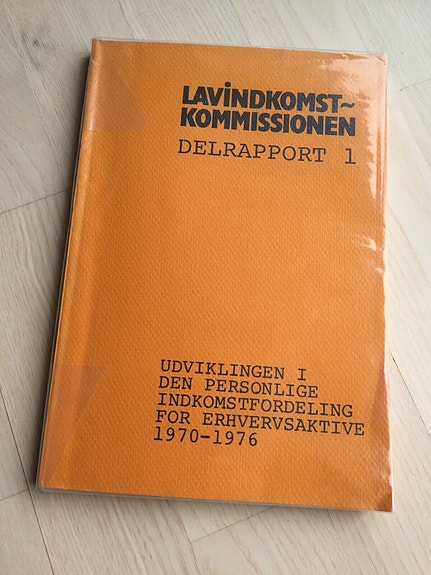 LAVINDKOMST~
KOMMISSIONEN
DELRAPPORT 1
UDVIKLINGEN I
DEN PERSONLIGE
INDKOMSTFORDELING
FOR ERHVERVSAKTIVE
1970-1976